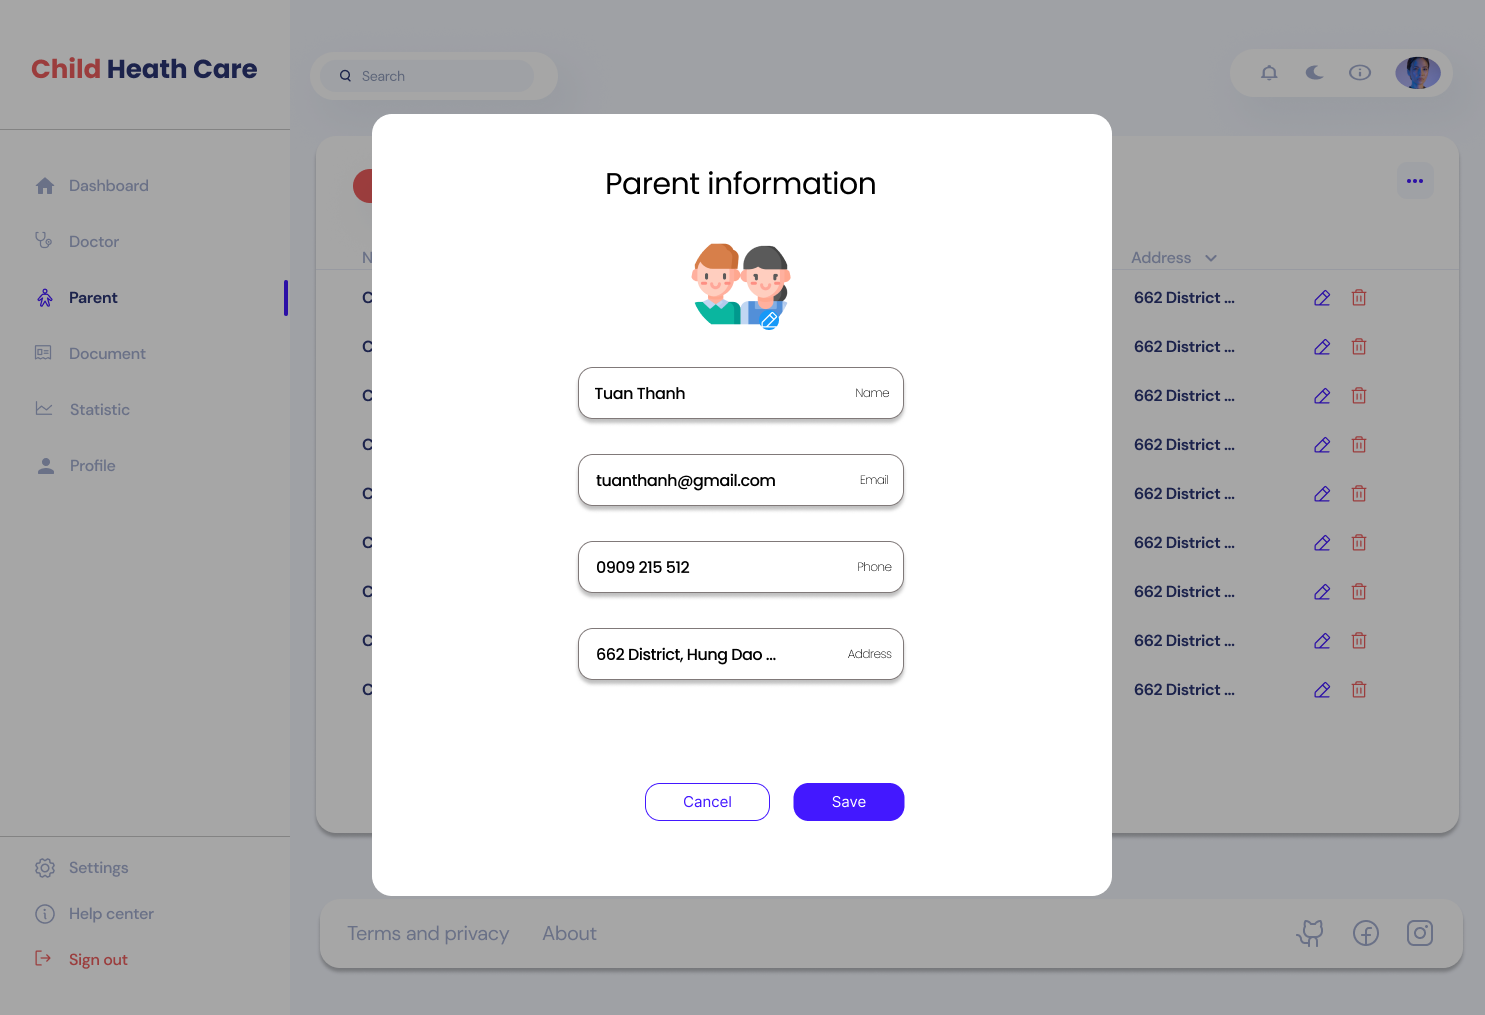 Child Heath Care
Search
Dashboard
Doctor
Parent
Document
Statistic
Profile
Settings
Help center
Sign out
Address
662 District ...
662 District ...
662 District ...
662 District ...
662 District ...
662 District ...
662 District ...
662 District ...
662 District ...
Parent information
Tuan Thanh Name
tuanthanh@gmail.com Email
0909 215 512 Phone
662 District, Hung Dao ... Address
Cancel Save
Terms and privacy About